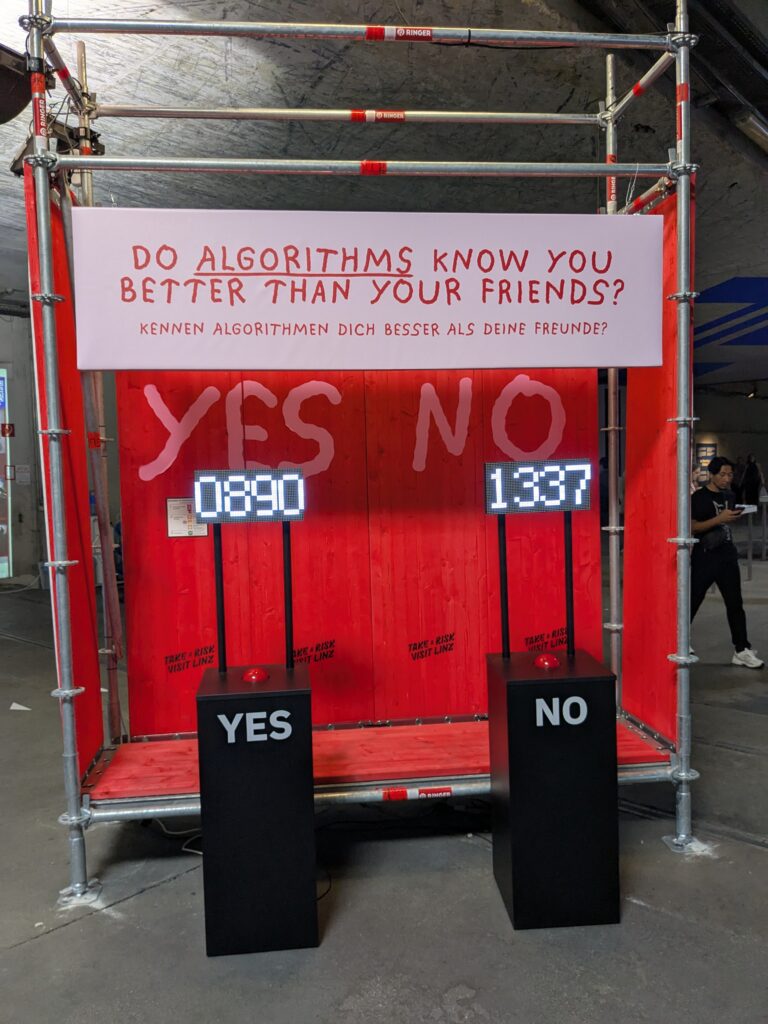 RINGER
RINGER
RINGER
RINGER
DO ALGORITHMS KNOW YOU
BETTER THAN YOUR FRIENDS?
KENNEN ALGORITHMEN DICH BESSER ALS DEINE FREUNDE?
YES NO
0890
1337
TAKE A RISK
VISIT LINZ
TAKE A RISK
VISIT LINZ
TAKE A RISK
VISIT LINZ
TAKE A RISK
VISIT LINZ
YES
NO
RINGER